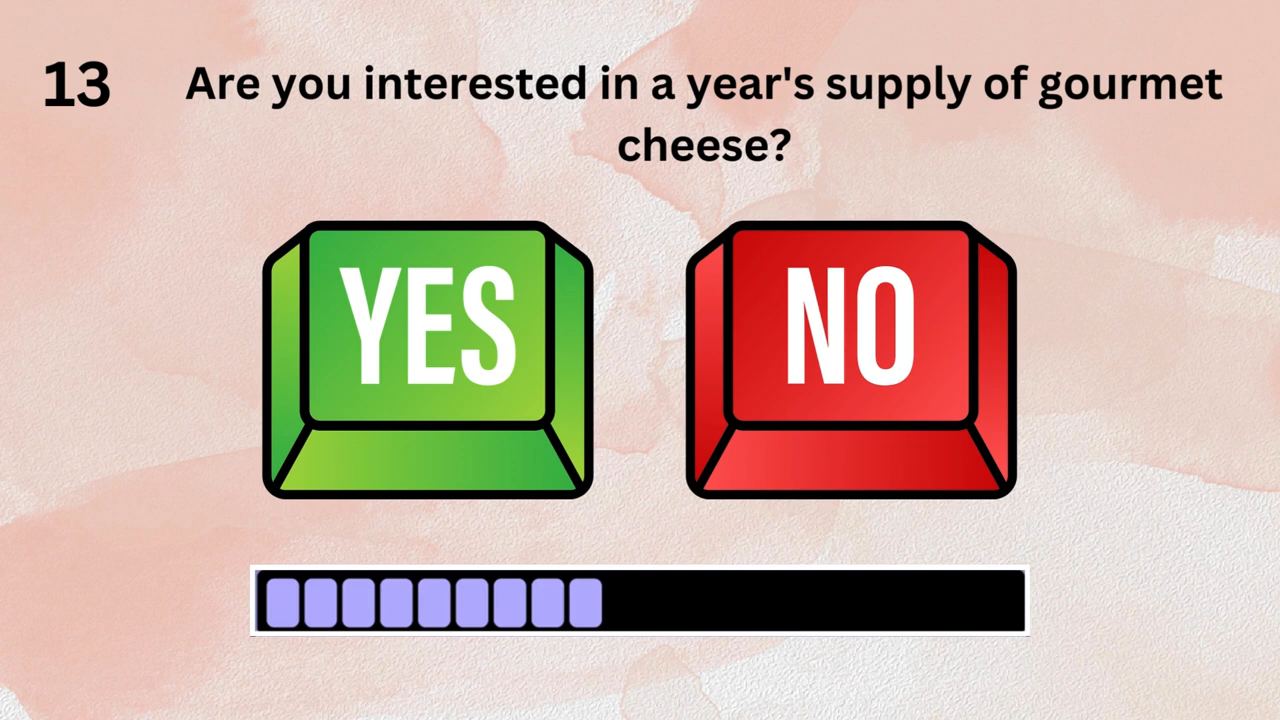 13
Are you interested in a year's supply of gourmet
cheese?
YES
NO